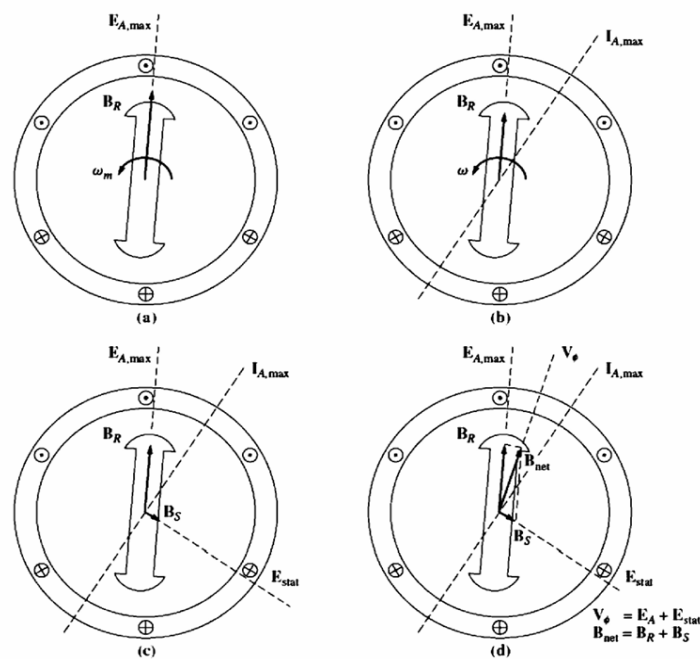 E_A,max
B_R
ω_m
(a)
E_A,max
I_A,max
B_R
ω
(b)
E_A,max
I_A,max
B_R
B_S
E_stat
(c)
E_A,max
V_ϕ
I_A,max
B_R
B_net
B_S
E_stat
V_ϕ = E_A + E_stat
B_net = B_R + B_S
(d)